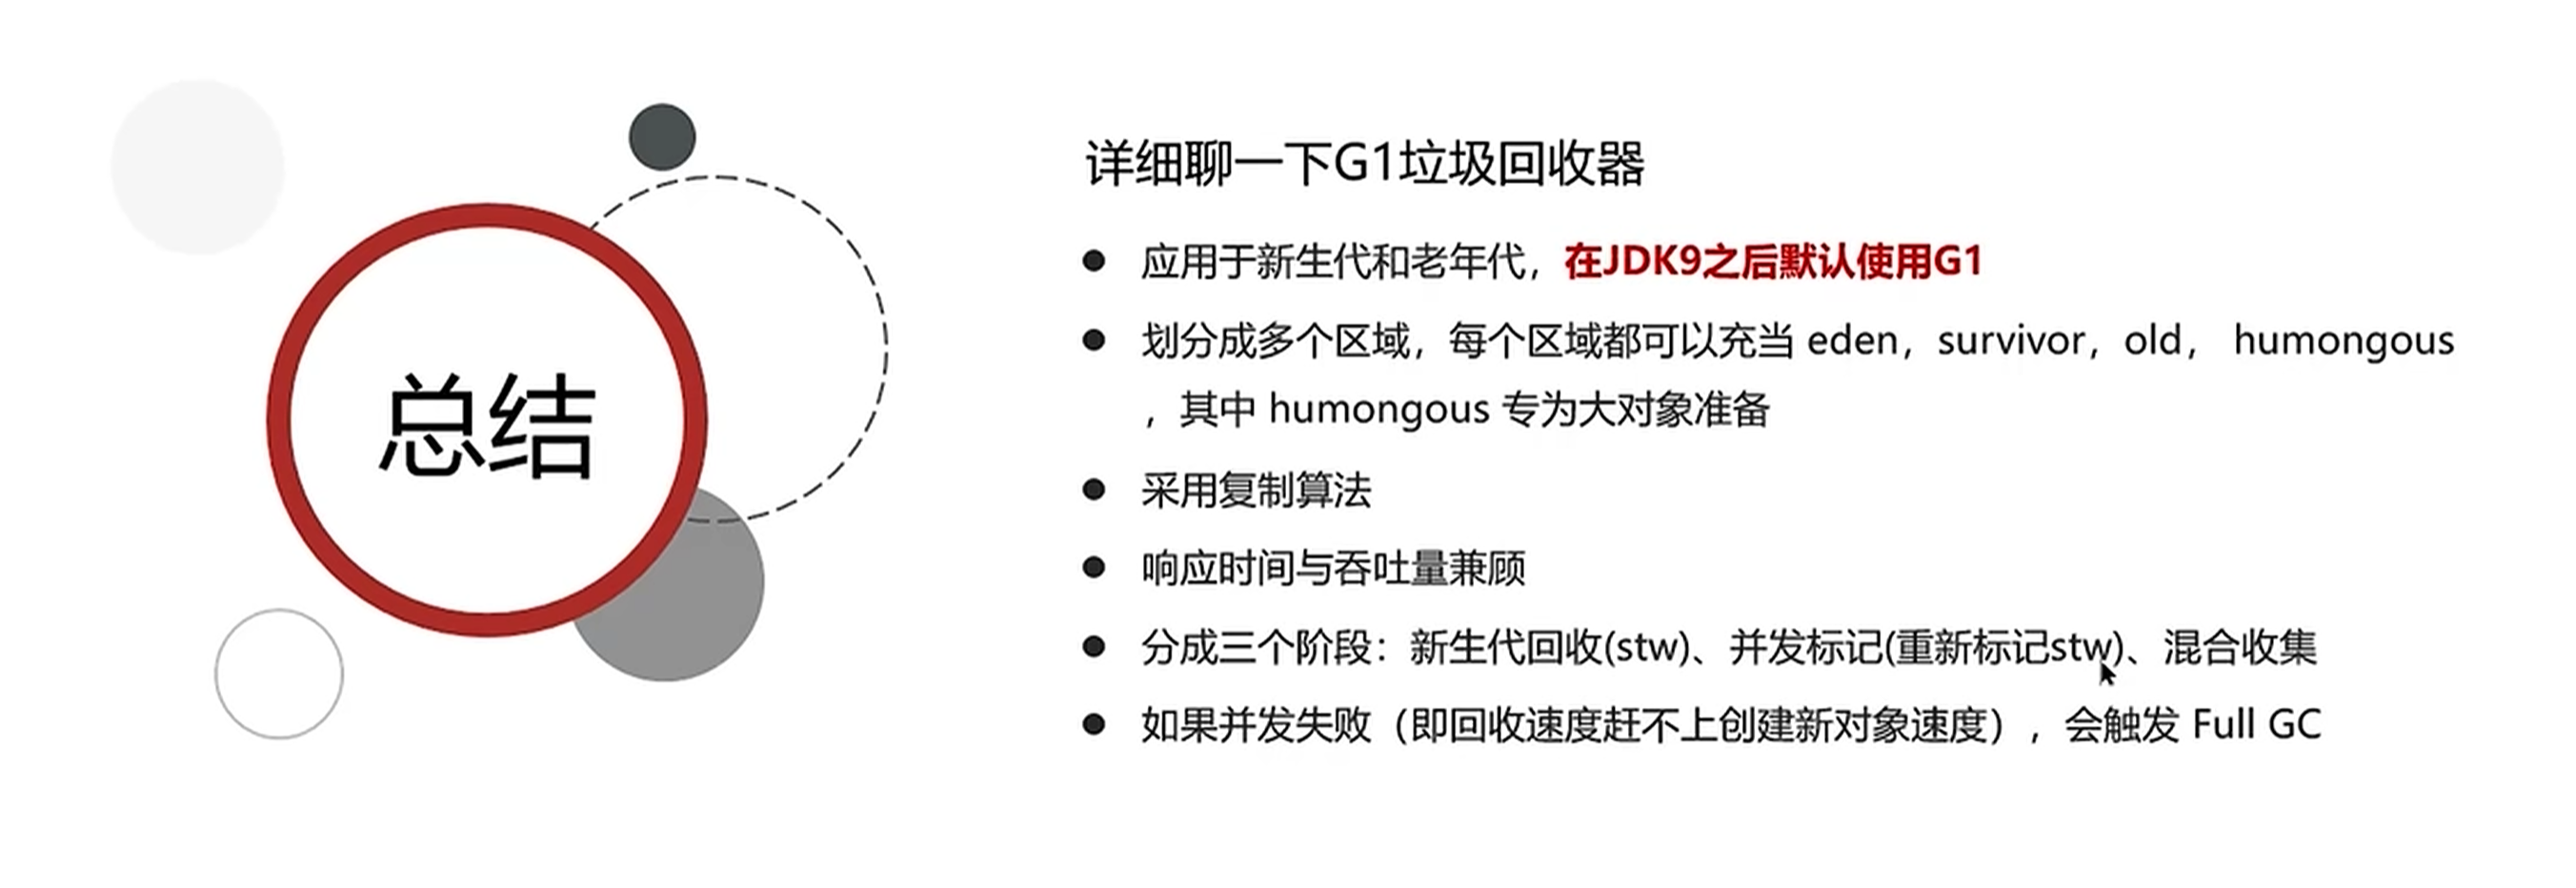 总结
详细聊一下G1垃圾回收器
应用于新生代和老年代，在JDK9之后默认使用G1
划分成多个区域，每个区域都可以充当 eden，survivor，old， humongous
，其中 humongous 专为大对象准备
采用复制算法
响应时间与吞吐量兼顾
分成三个阶段：新生代回收(stw)、并发标记(重新标记stw)、混合收集
如果并发失败（即回收速度赶不上创建新对象速度），会触发 Full GC